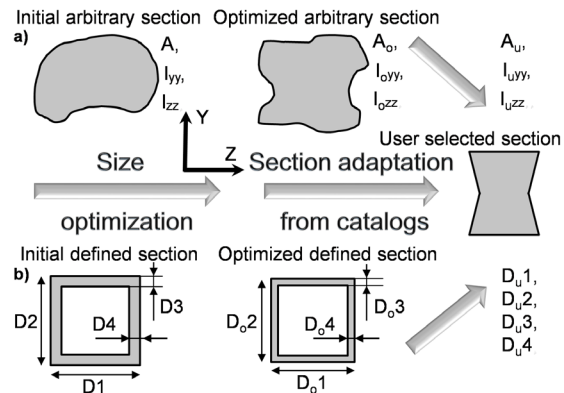 Initial arbitrary section
Optimized arbitrary section
a)
A,
Iyy,
Izz
Ao,
Ioyy,
Iozz
Au,
Iuyy,
Iuzz
User selected section
Y
Z
Size
optimization
Section adaptation
from catalogs
Initial defined section
Optimized defined section
b)
D2
D4
D3
D1
Do2
Do4
Do3
Do1
Du1,
Du2,
Du3,
Du4